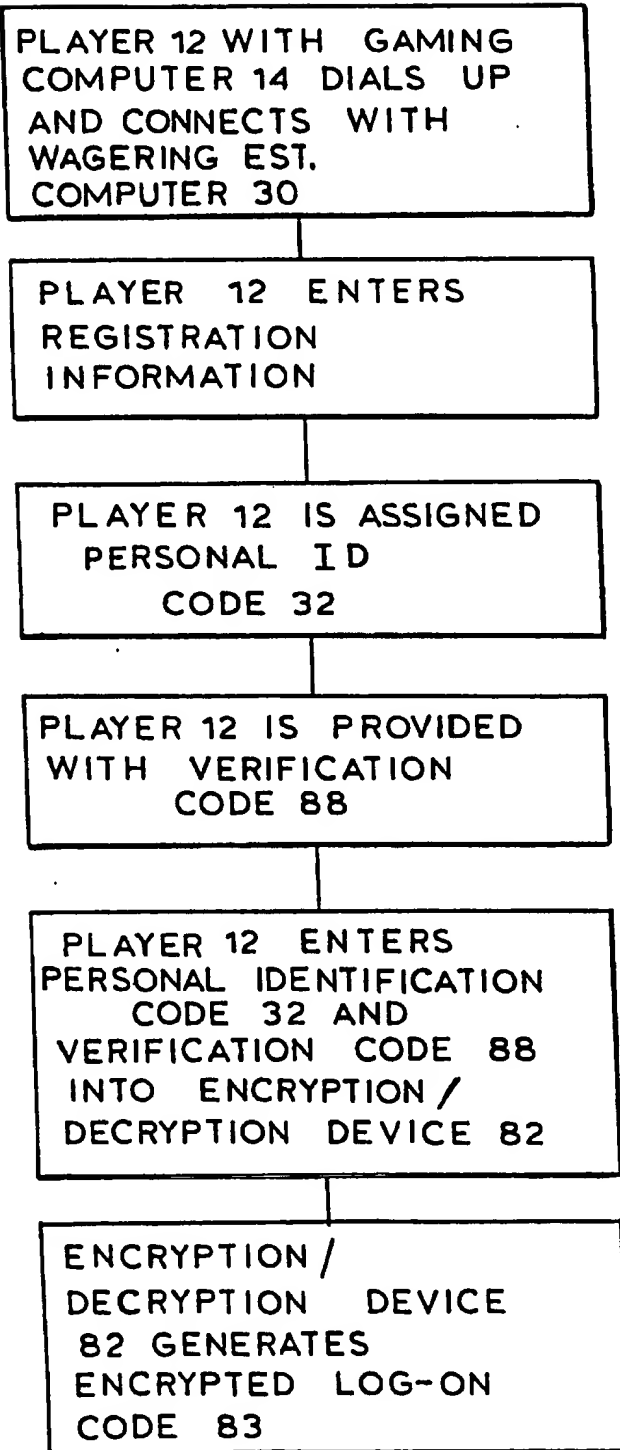 PLAYER 12 WITH GAMING
COMPUTER 14 DIALS UP
AND CONNECTS WITH
WAGERING EST.
COMPUTER 30
PLAYER 12 ENTERS
REGISTRATION
INFORMATION
PLAYER 12 IS ASSIGNED
PERSONAL ID
CODE 32
PLAYER 12 IS PROVIDED
WITH VERIFICATION
CODE 88
PLAYER 12 ENTERS
PERSONAL IDENTIFICATION
CODE 32 AND
VERIFICATION CODE 88
INTO ENCRYPTION/
DECRYPTION DEVICE 82
ENCRYPTION/
DECRYPTION DEVICE
82 GENERATES
ENCRYPTED LOG-ON
CODE 83